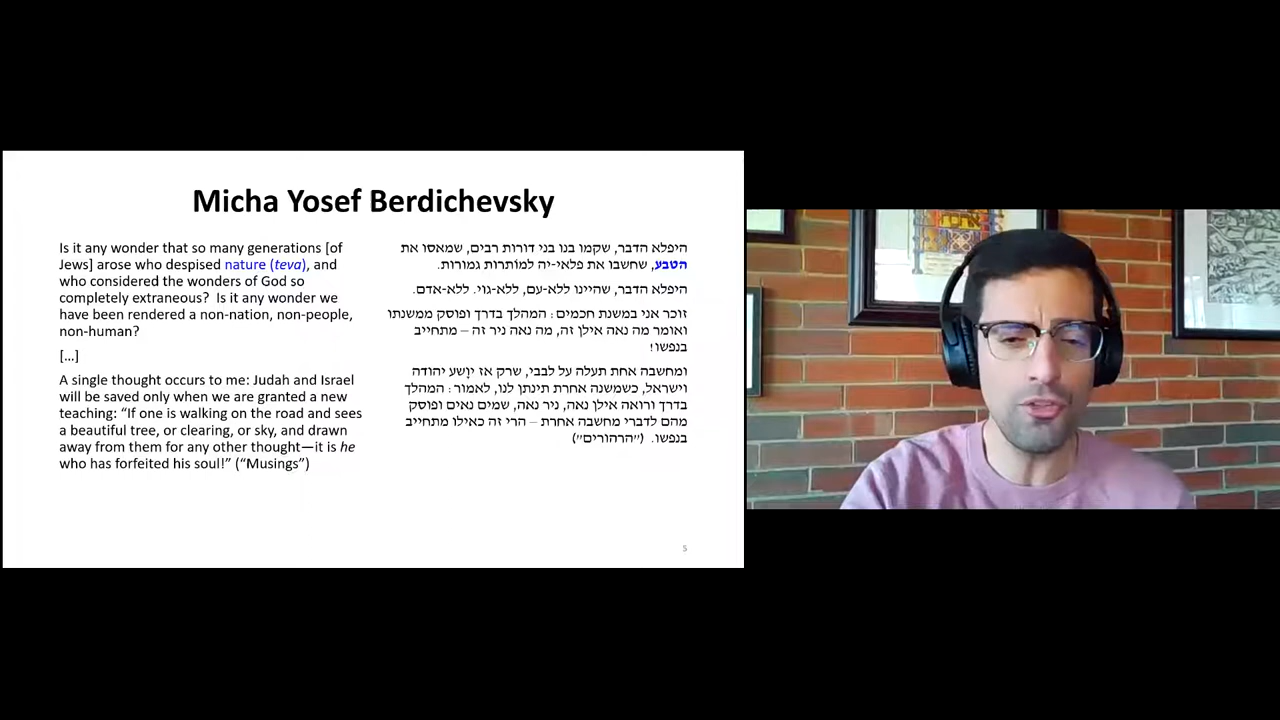 Micha Yosef Berdichevsky
Is it any wonder that so many generations [of
Jews] arose who despised nature (teva), and
who considered the wonders of God so
completely extraneous? Is it any wonder we
have been rendered a non-nation, non-people,
non-human?
[...]
A single thought occurs to me: Judah and Israel
will be saved only when we are granted a new
teaching: “If one is walking on the road and sees
a beautiful tree, or clearing, or sky, and drawn
away from them for any other thought—it is he
who has forfeited his soul!” (“Musings”)
היפלא הדבר, שקמו בנו בני דורות רבים, שמאסו את
הטבע, שחשבו את פלאי-יה למותרות גמורות.
היפלא הדבר, שהיינו ללא-עם, ללא-גוי. ללא-אדם.
זוכר אני במשנת חכמים: המהלך בדרך ופוסק ממשנתו
ואומר מה נאה אילן זה, מה נאה ניר זה – מתחייב
בנפשו!
ומחשבה אחת תעלה על לבבי, שרק אז יוָשע יהודה
וישראל, כשמשנה אחרת תינתן לנו, לאמור: המהלך
בדרך ורואה אילן נאה, ניר נאה, שמים נאים ופוסק
מהם לדברי מחשבה אחרת – הרי זה כאילו מתחייב
בנפשו. (״הרהורים״)
5